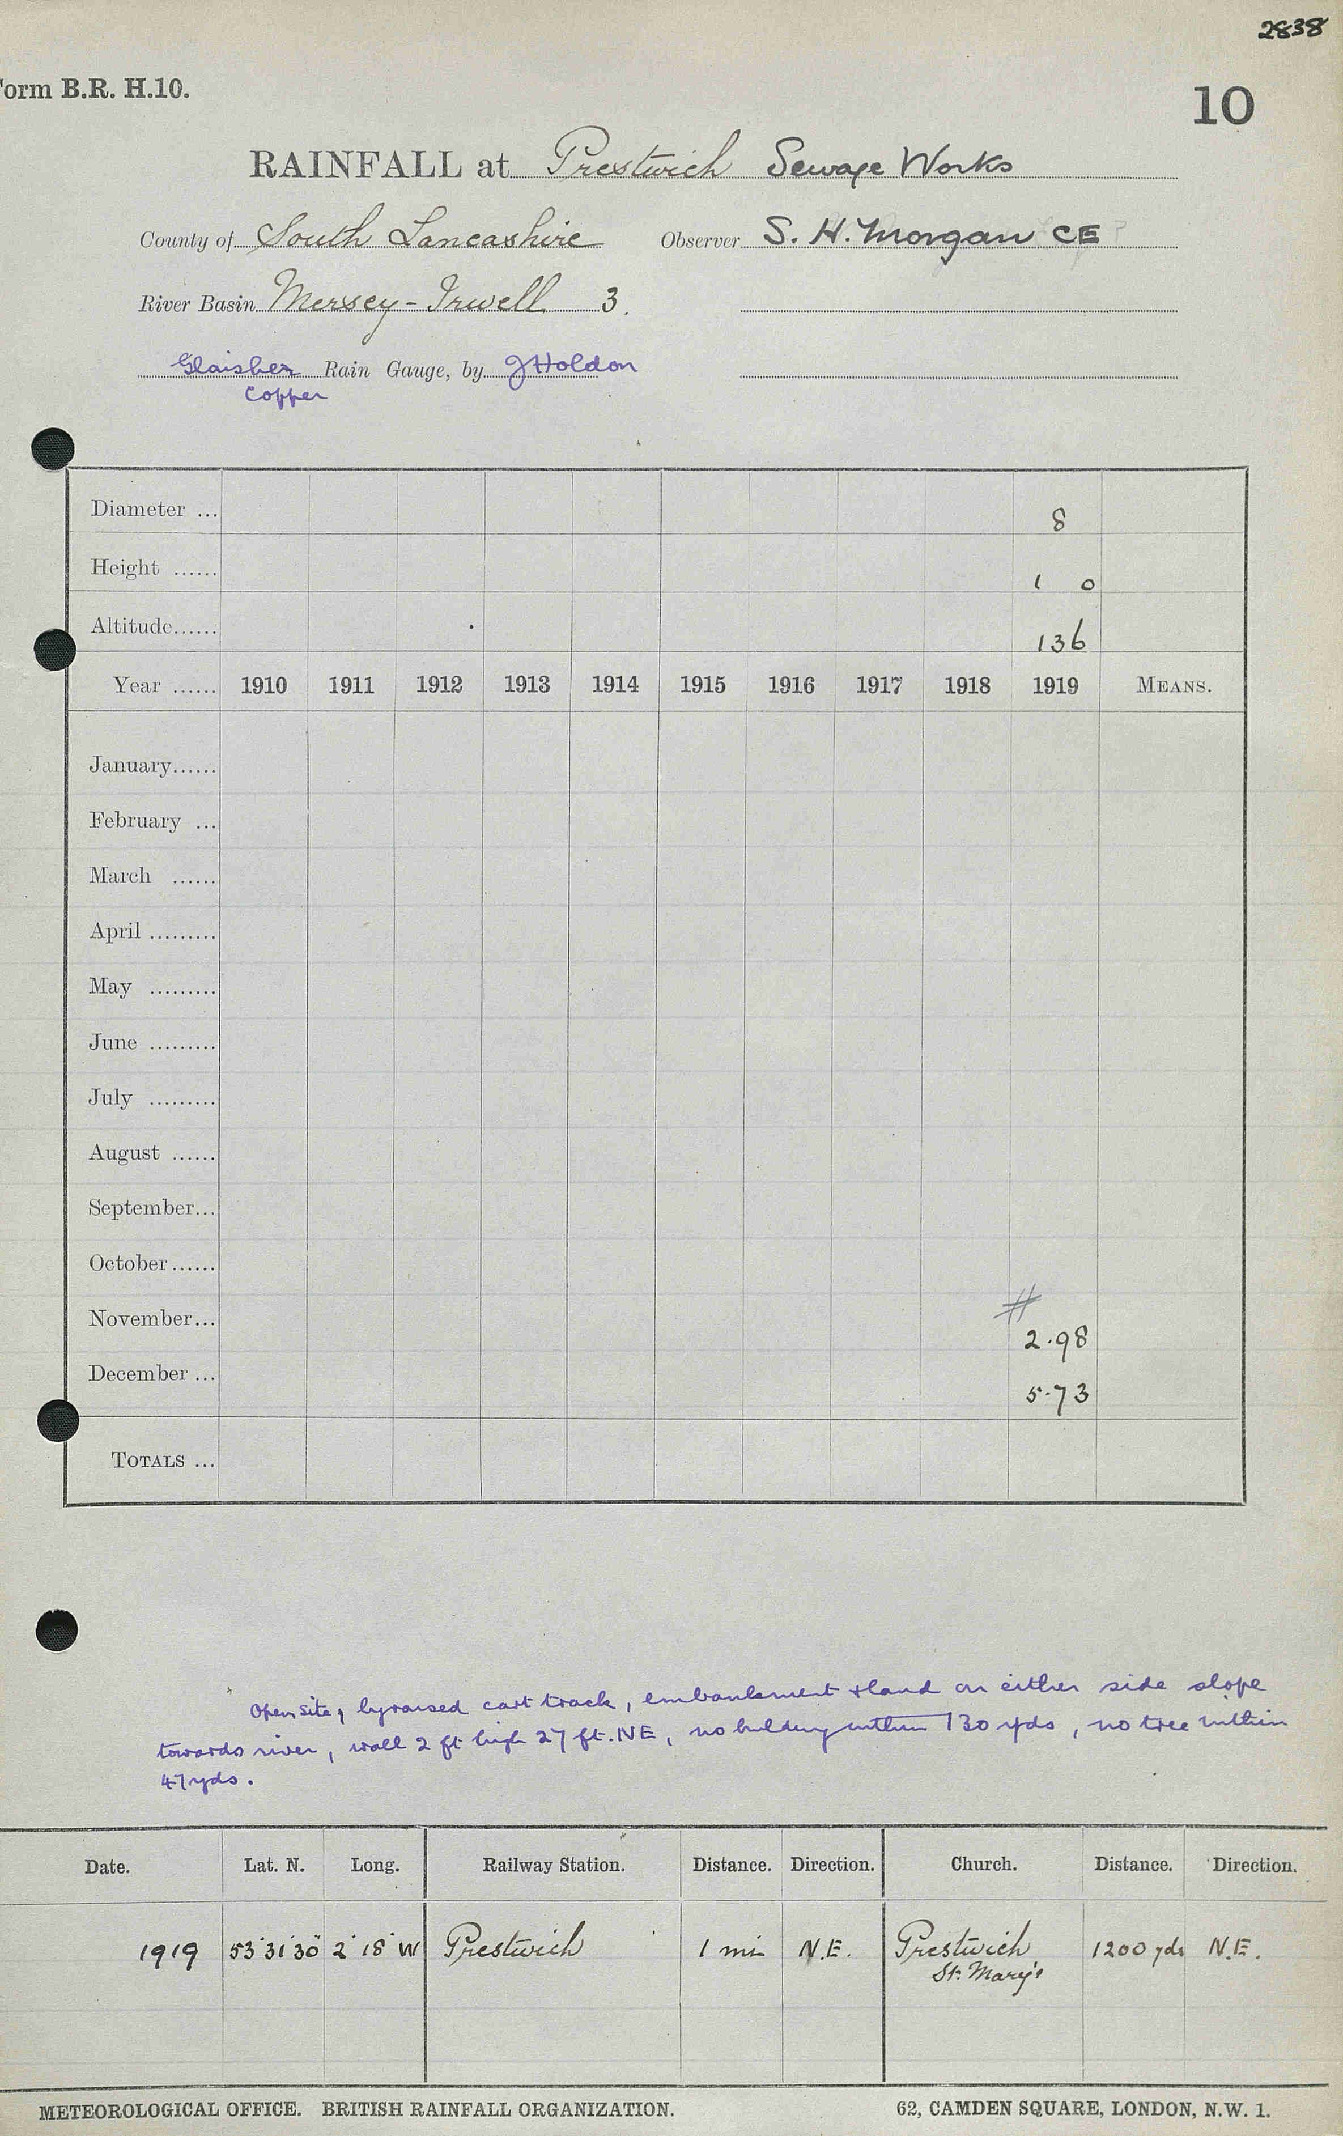 2838
Form B.R. H.10.
10
RAINFALL at Prestwich Sewage Works
County of South Lancashire Observer S. H. Morgan CE
River Basin Mersey-Irwell 3.
Glaisher Rain Gauge, by J Holdon
Copper
Diameter ... 8
Height ...... 1 0
Altitude...... 136
Year ...... 1910 1911 1912 1913 1914 1915 1916 1917 1918 1919 MEANS.
January......
February ...
March ......
April .........
May .........
June .........
July .........
August ......
September...
October......
#
November... 2.98
December... 5.73
TOTALS ...
Open site, by raised cart track, embankment & land on either side slope
towards river, wall 2 ft high 27 ft. NE, no building within 130 yds, no tree within
47 yds.
Date. Lat. N. Long. Railway Station. Distance. Direction. Church. Distance. Direction.
1919 53°31'30" 2°18' W Prestwich 1 mi N.E. Prestwich 1200 yds N.E.
St. Mary's
METEOROLOGICAL OFFICE. BRITISH RAINFALL ORGANIZATION. 62, CAMDEN SQUARE, LONDON, N.W. 1.